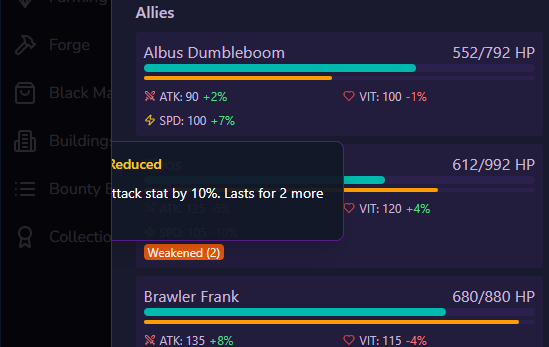 Allies
Forge
Albus Dumbleboom
552/792 HP
Black Ma
ATK: 90 +2%
VIT: 100 -1%
SPD: 100 +7%
Buildings
Reduced
612/992 HP
ttack stat by 10%. Lasts for 2 more
Bounty
VIT: 120 +4%
Collectio
Weakened (2)
Brawler Frank
680/880 HP
ATK: 135 +8%
VIT: 115 -4%